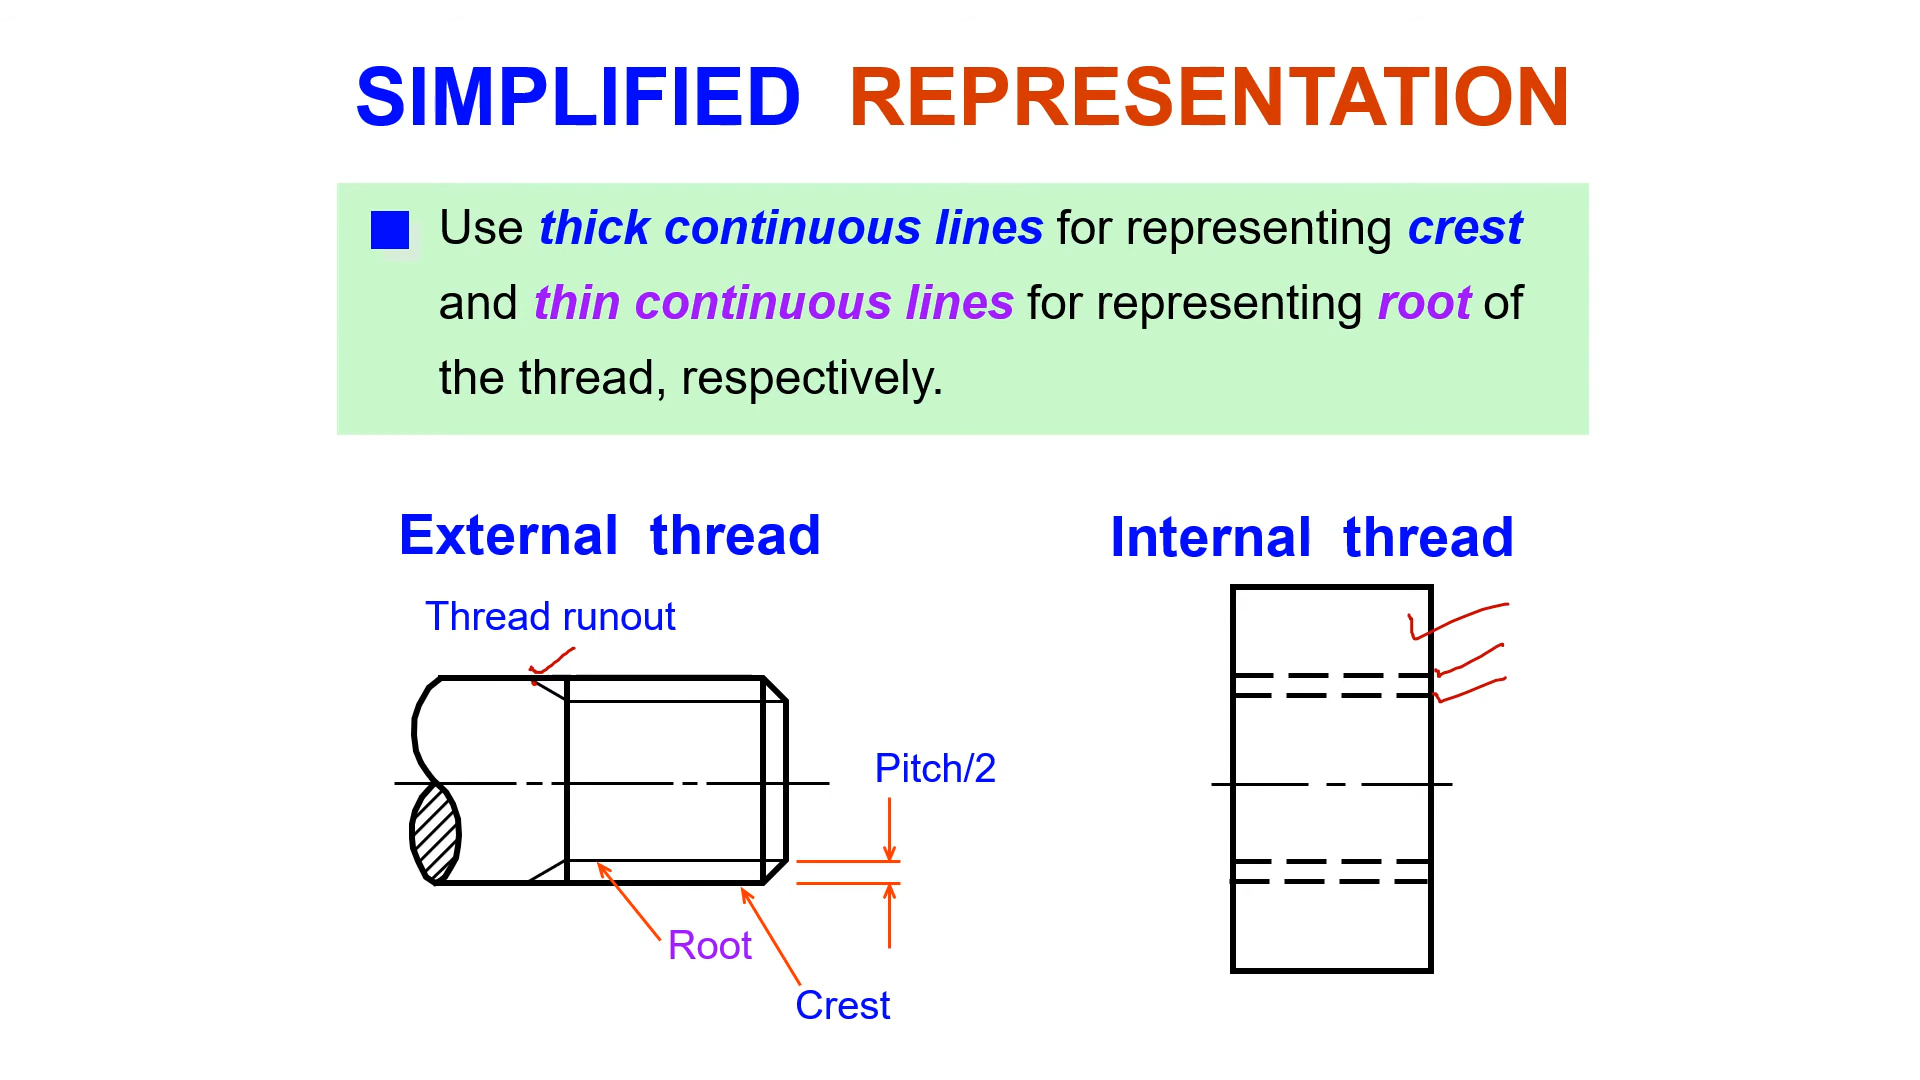 SIMPLIFIED REPRESENTATION
Use thick continuous lines for representing crest
and thin continuous lines for representing root of
the thread, respectively.
External thread
Internal thread
Thread runout
Pitch/2
Root
Crest